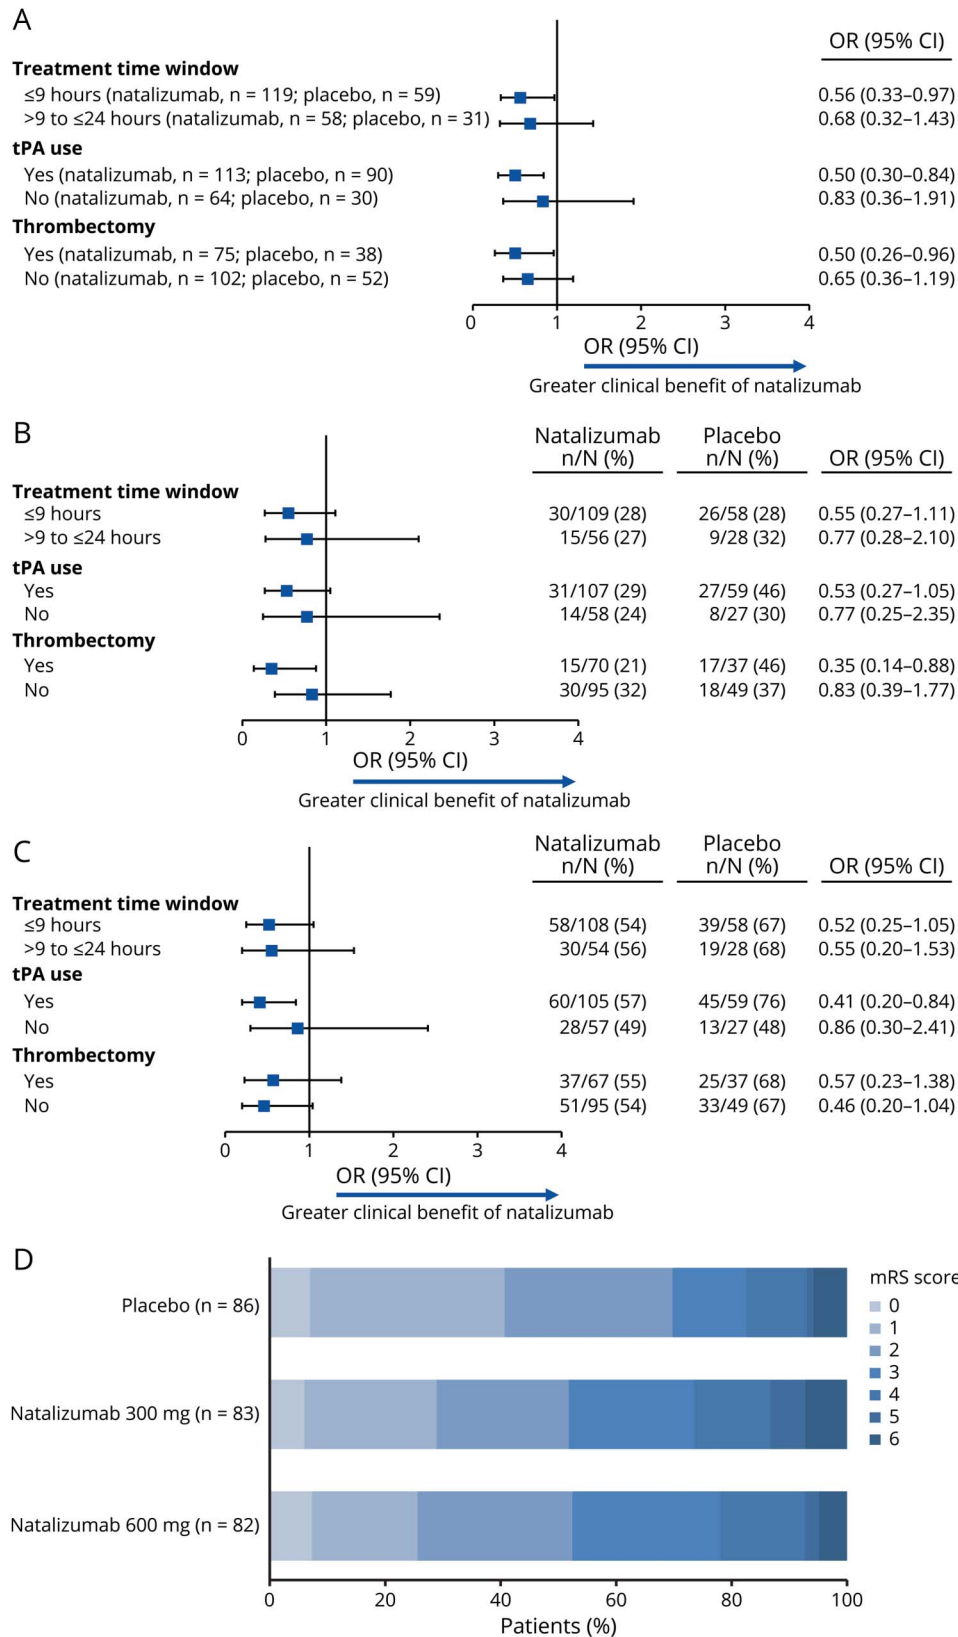 A
OR (95% CI)
Treatment time window
≤9 hours (natalizumab, n = 119; placebo, n = 59) 0.56 (0.33–0.97)
>9 to ≤24 hours (natalizumab, n = 58; placebo, n = 31) 0.68 (0.32–1.43)
tPA use
Yes (natalizumab, n = 113; placebo, n = 90) 0.50 (0.30–0.84)
No (natalizumab, n = 64; placebo, n = 30) 0.83 (0.36–1.91)
Thrombectomy
Yes (natalizumab, n = 75; placebo, n = 38) 0.50 (0.26–0.96)
No (natalizumab, n = 102; placebo, n = 52) 0.65 (0.36–1.19)
0 1 2 3 4
OR (95% CI)
Greater clinical benefit of natalizumab
B
Natalizumab Placebo
n/N (%) n/N (%) OR (95% CI)
Treatment time window
≤9 hours 30/109 (28) 26/58 (28) 0.55 (0.27–1.11)
>9 to ≤24 hours 15/56 (27) 9/28 (32) 0.77 (0.28–2.10)
tPA use
Yes 31/107 (29) 27/59 (46) 0.53 (0.27–1.05)
No 14/58 (24) 8/27 (30) 0.77 (0.25–2.35)
Thrombectomy
Yes 15/70 (21) 17/37 (46) 0.35 (0.14–0.88)
No 30/95 (32) 18/49 (37) 0.83 (0.39–1.77)
0 1 2 3 4
OR (95% CI)
Greater clinical benefit of natalizumab
C
Natalizumab Placebo
n/N (%) n/N (%) OR (95% CI)
Treatment time window
≤9 hours 58/108 (54) 39/58 (67) 0.52 (0.25–1.05)
>9 to ≤24 hours 30/54 (56) 19/28 (68) 0.55 (0.20–1.53)
tPA use
Yes 60/105 (57) 45/59 (76) 0.41 (0.20–0.84)
No 28/57 (49) 13/27 (48) 0.86 (0.30–2.41)
Thrombectomy
Yes 37/67 (55) 25/37 (68) 0.57 (0.23–1.38)
No 51/95 (54) 33/49 (67) 0.46 (0.20–1.04)
0 1 2 3 4
OR (95% CI)
Greater clinical benefit of natalizumab
D
mRS score
0
1
2
3
4
5
6
Placebo (n = 86)
Natalizumab 300 mg (n = 83)
Natalizumab 600 mg (n = 82)
0 20 40 60 80 100
Patients (%)